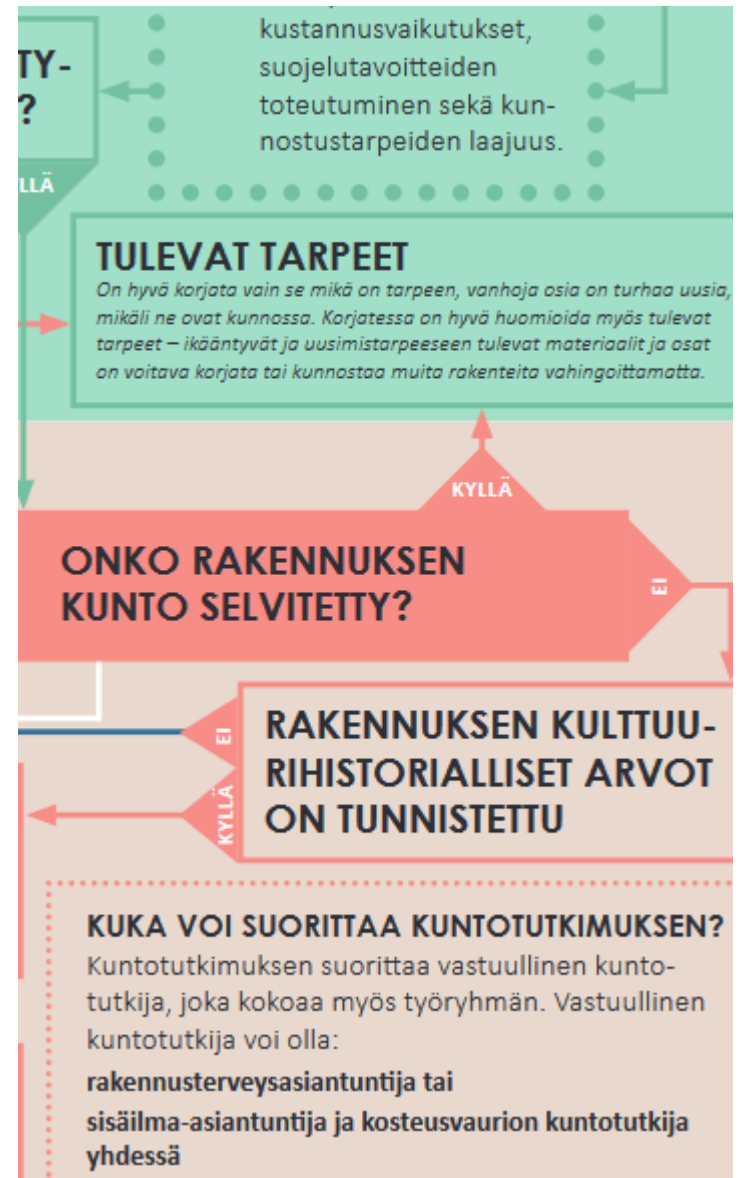 kustannusvaikutukset,
suojelutavoitteiden
toteutuminen sekä kun-
nostustarpeiden laajuus.
TY-
?
LLÄ
TULEVAT TARPEET
On hyvä korjata vain se mikä on tarpeen, vanhoja osia on turhaa uusia,
mikäli ne ovat kunnossa. Korjatessa on hyvä huomioida myös tulevat
tarpeet – ikääntyvät ja uusimistarpeeseen tulevat materiaalit ja osat
on voitava korjata tai kunnostaa muita rakenteita vahingoittamatta.
KYLLÄ
ONKO RAKENNUKSEN
KUNTO SELVITETTY?
EI
EI
KYLLÄ
RAKENNUKSEN KULTTUU-
RIHISTORIALLISET ARVOT
ON TUNNISTETTU
KUKA VOI SUORITTAA KUNTOTUTKIMUKSEN?
Kuntotutkimuksen suorittaa vastuullinen kunto-
tutkija, joka kokoaa myös työryhmän. Vastuullinen
kuntotutkija voi olla:
rakennusterveysasiantuntija tai
sisäilma-asiantuntija ja kosteusvaurion kuntotutkija
yhdessä